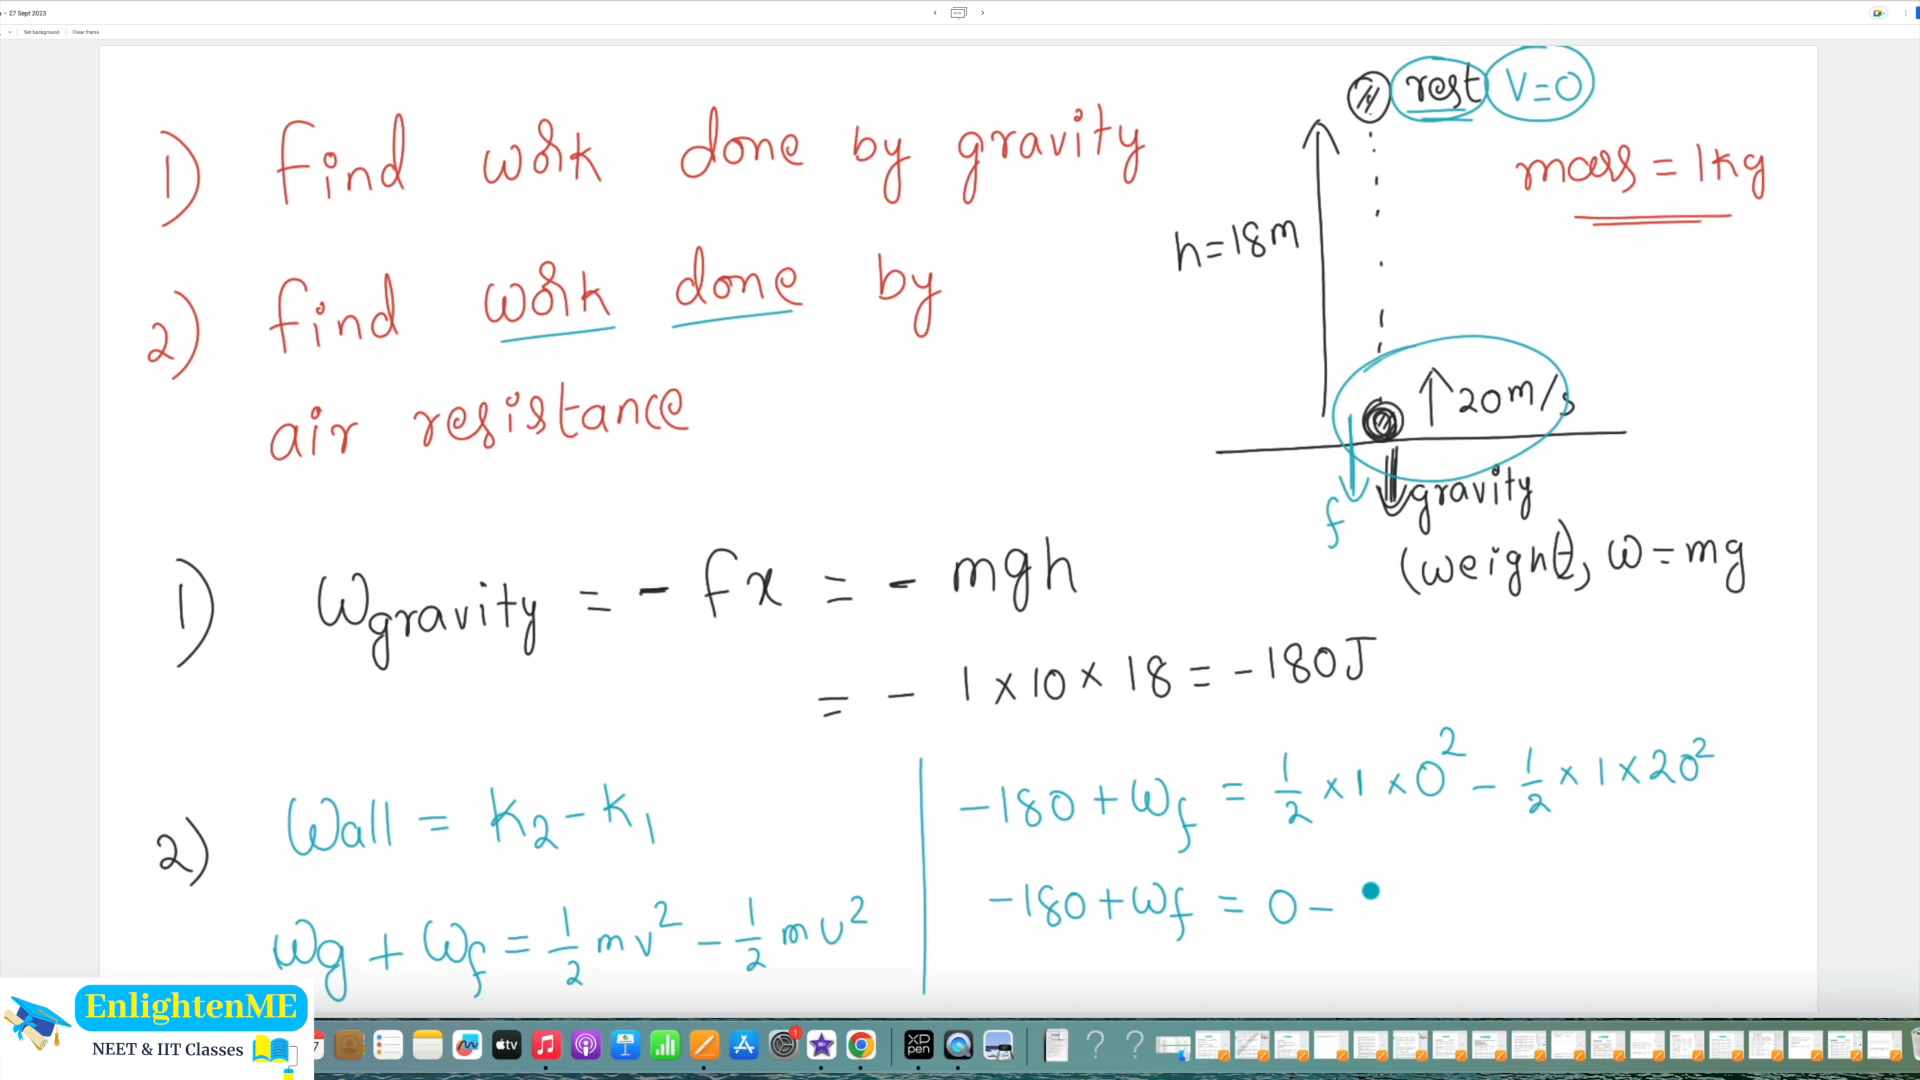 – 27 Sept 2023
Set background Clear frame
1) Find work done by gravity
2) Find work done by
air resistance
rest V=0
mass = 1kg
h=18m
↑20m/s
f
gravity
(weight), w=mg
1) Wgravity = - fx = - mgh
= - 1×10×18 = -180J
2) Wall = K₂-K₁
Wg + Wf = 1/2 mv² - 1/2 mu²
-180+Wf = 1/2 ×1×0² - 1/2 ×1×20²
-180+Wf = 0 -
EnlightenME
NEET & IIT Classes
tv
XP
pen